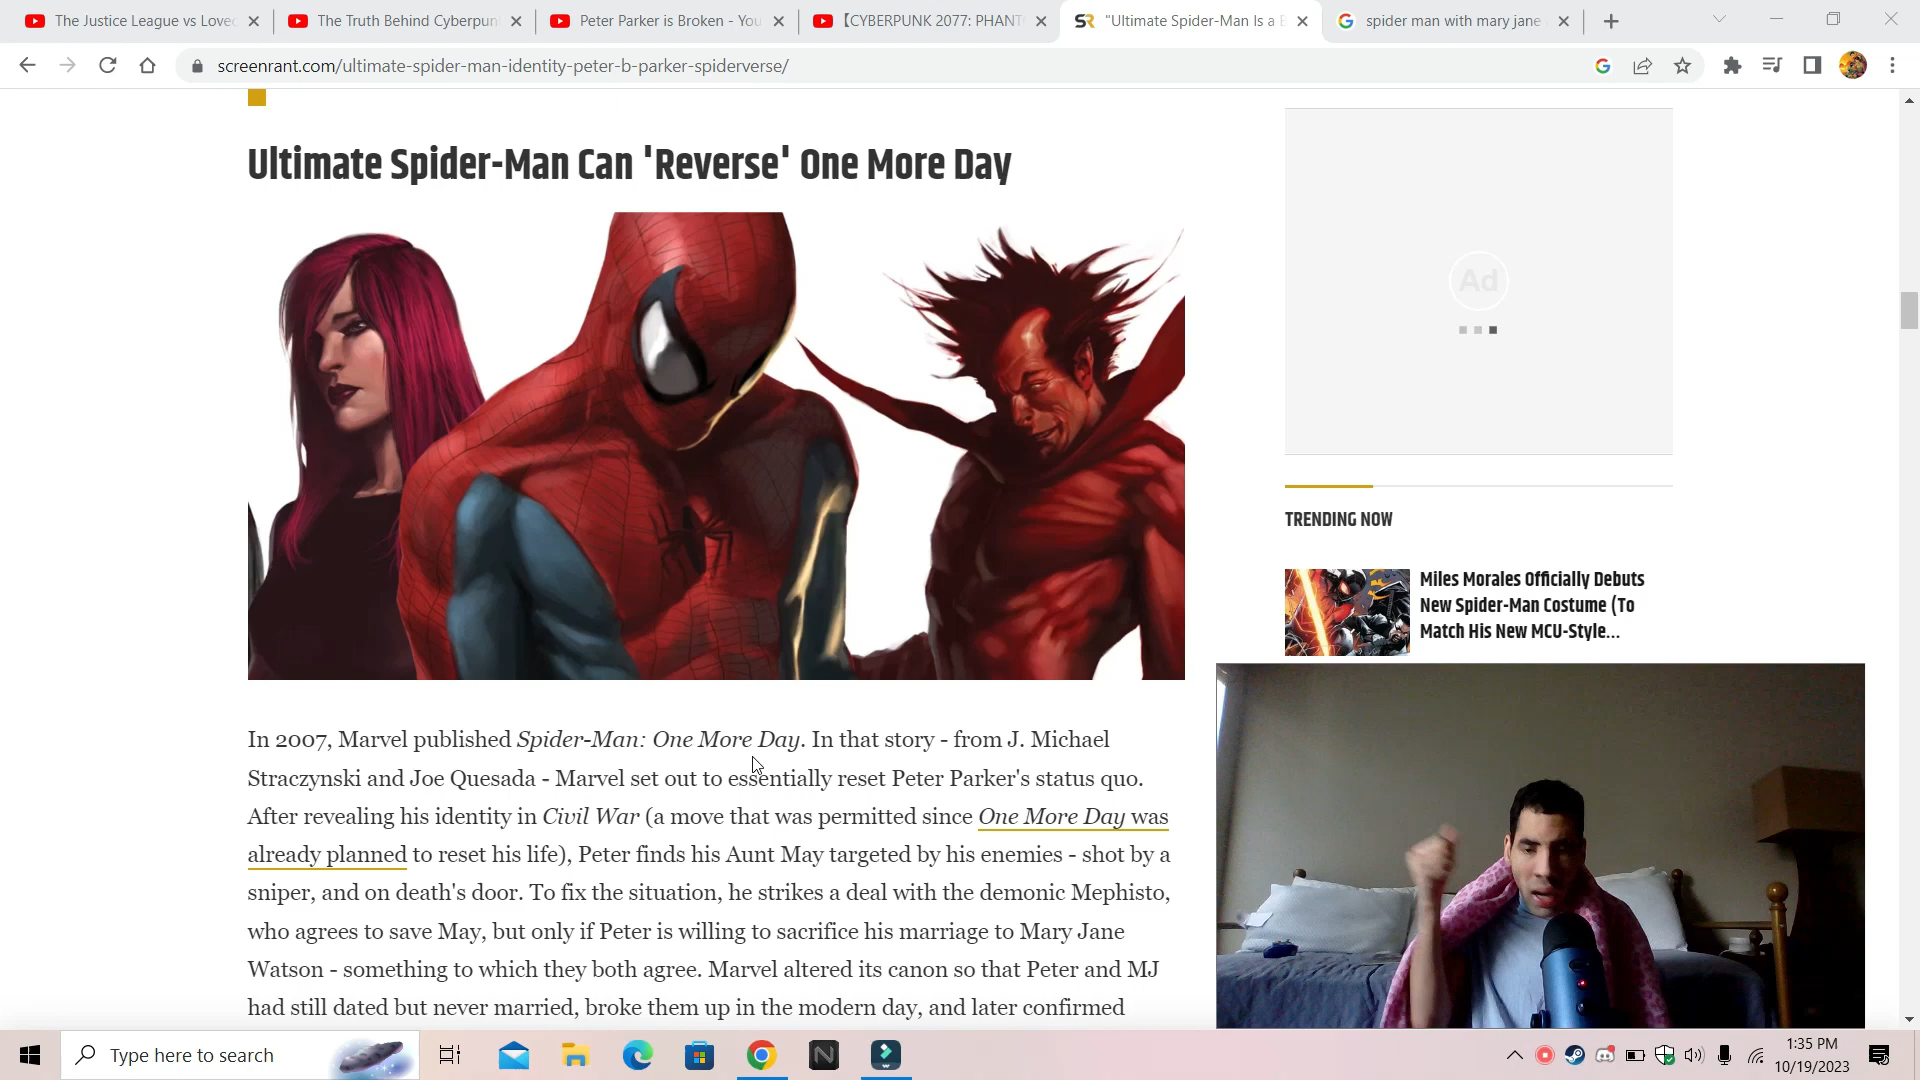 The Justice League vs Lovec
The Truth Behind Cyberpun
Peter Parker is Broken - You
【CYBERPUNK 2077: PHANT
"Ultimate Spider-Man Is a B
spider man with mary jane
screenrant.com/ultimate-spider-man-identity-peter-b-parker-spiderverse/
Ultimate Spider-Man Can 'Reverse' One More Day
In 2007, Marvel published Spider-Man: One More Day. In that story - from J. Michael
Straczynski and Joe Quesada - Marvel set out to essentially reset Peter Parker's status quo.
After revealing his identity in Civil War (a move that was permitted since One More Day was
already planned to reset his life), Peter finds his Aunt May targeted by his enemies - shot by a
sniper, and on death's door. To fix the situation, he strikes a deal with the demonic Mephisto,
who agrees to save May, but only if Peter is willing to sacrifice his marriage to Mary Jane
Watson - something to which they both agree. Marvel altered its canon so that Peter and MJ
had still dated but never married, broke them up in the modern day, and later confirmed
Ad
TRENDING NOW
Miles Morales Officially Debuts
New Spider-Man Costume (To
Match His New MCU-Style...
Type here to search
1:35 PM
10/19/2023